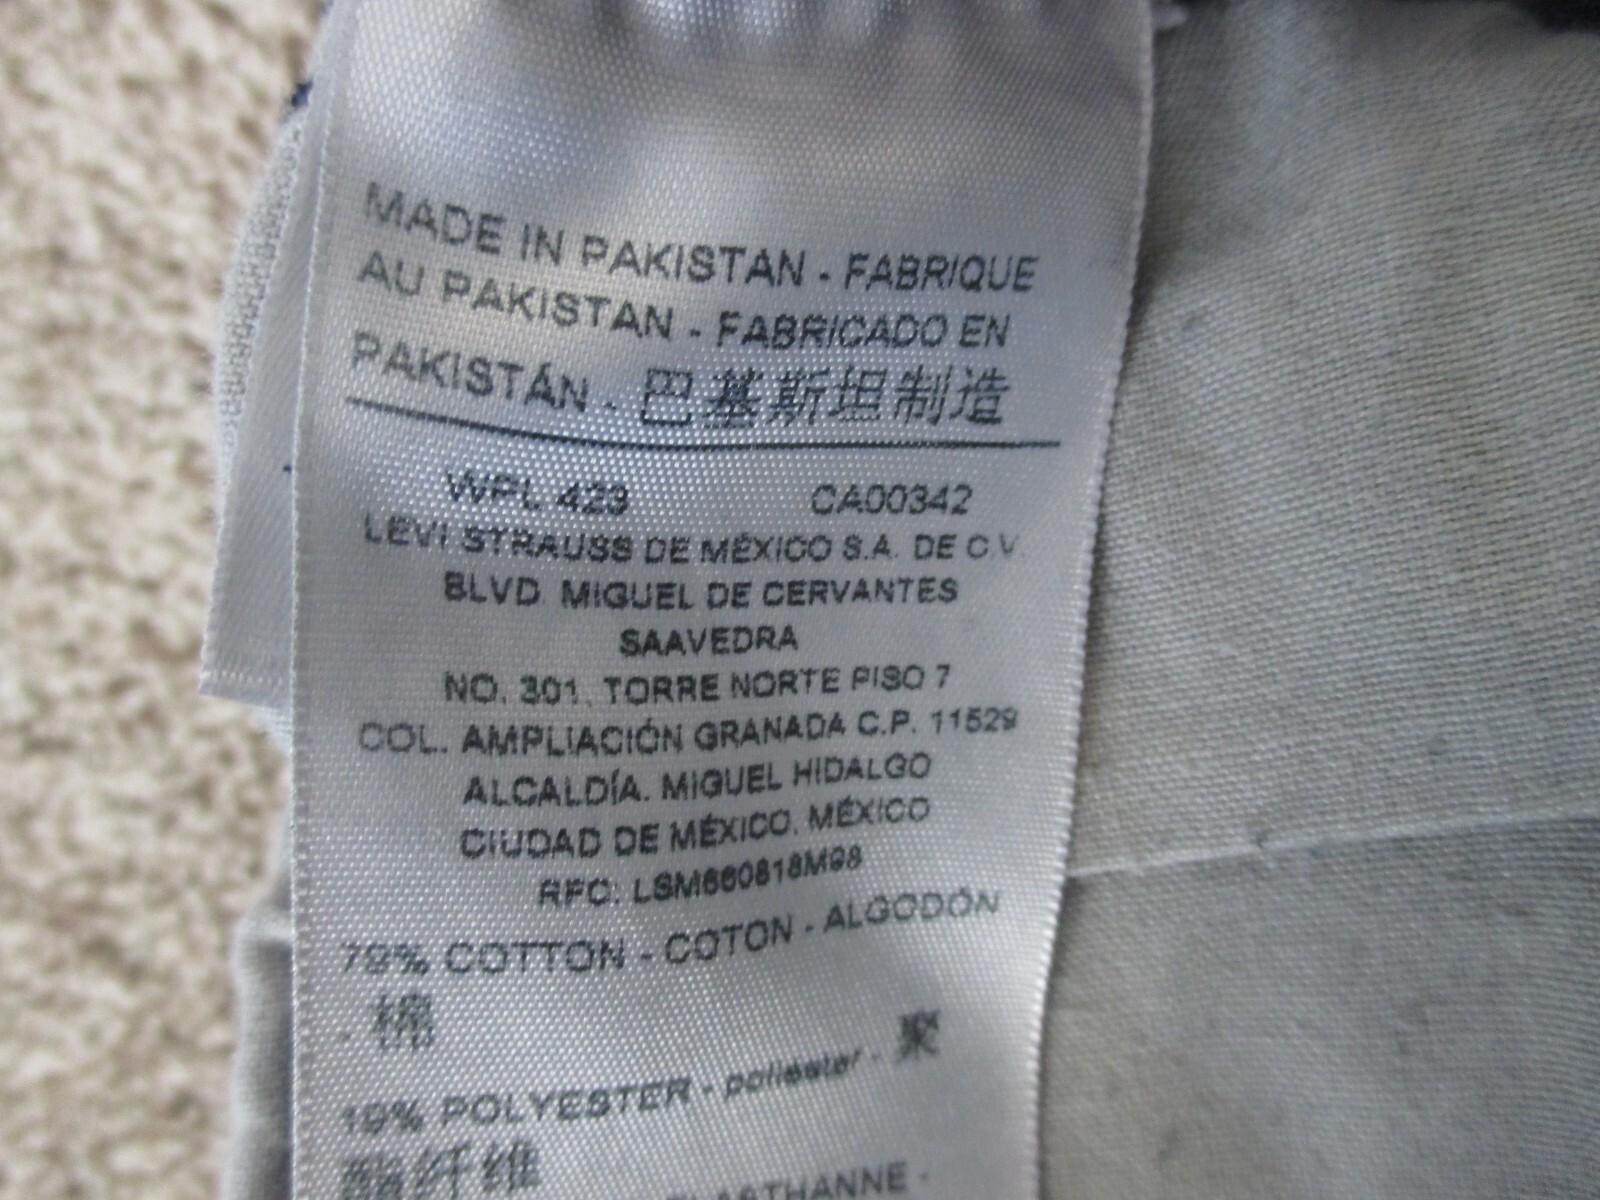 MADE IN PAKISTAN - FABRIQUE
AU PAKISTAN - FABRICADO EN
PAKISTÁN - 巴基斯坦制造
WPL 423 CA00342
LEVI STRAUSS DE MÉXICO S.A. DE C.V.
BLVD. MIGUEL DE CERVANTES
SAAVEDRA
NO. 301, TORRE NORTE PISO 7
COL. AMPLIACIÓN GRANADA C.P. 11529
ALCALDÍA. MIGUEL HIDALGO
CIUDAD DE MÉXICO, MÉXICO
RFC: LSM660818M98
79% COTTON - COTON - ALGODÓN
- 棉
19% POLYESTER - poliéster - 聚
酯纤维
ELASTHANNE -